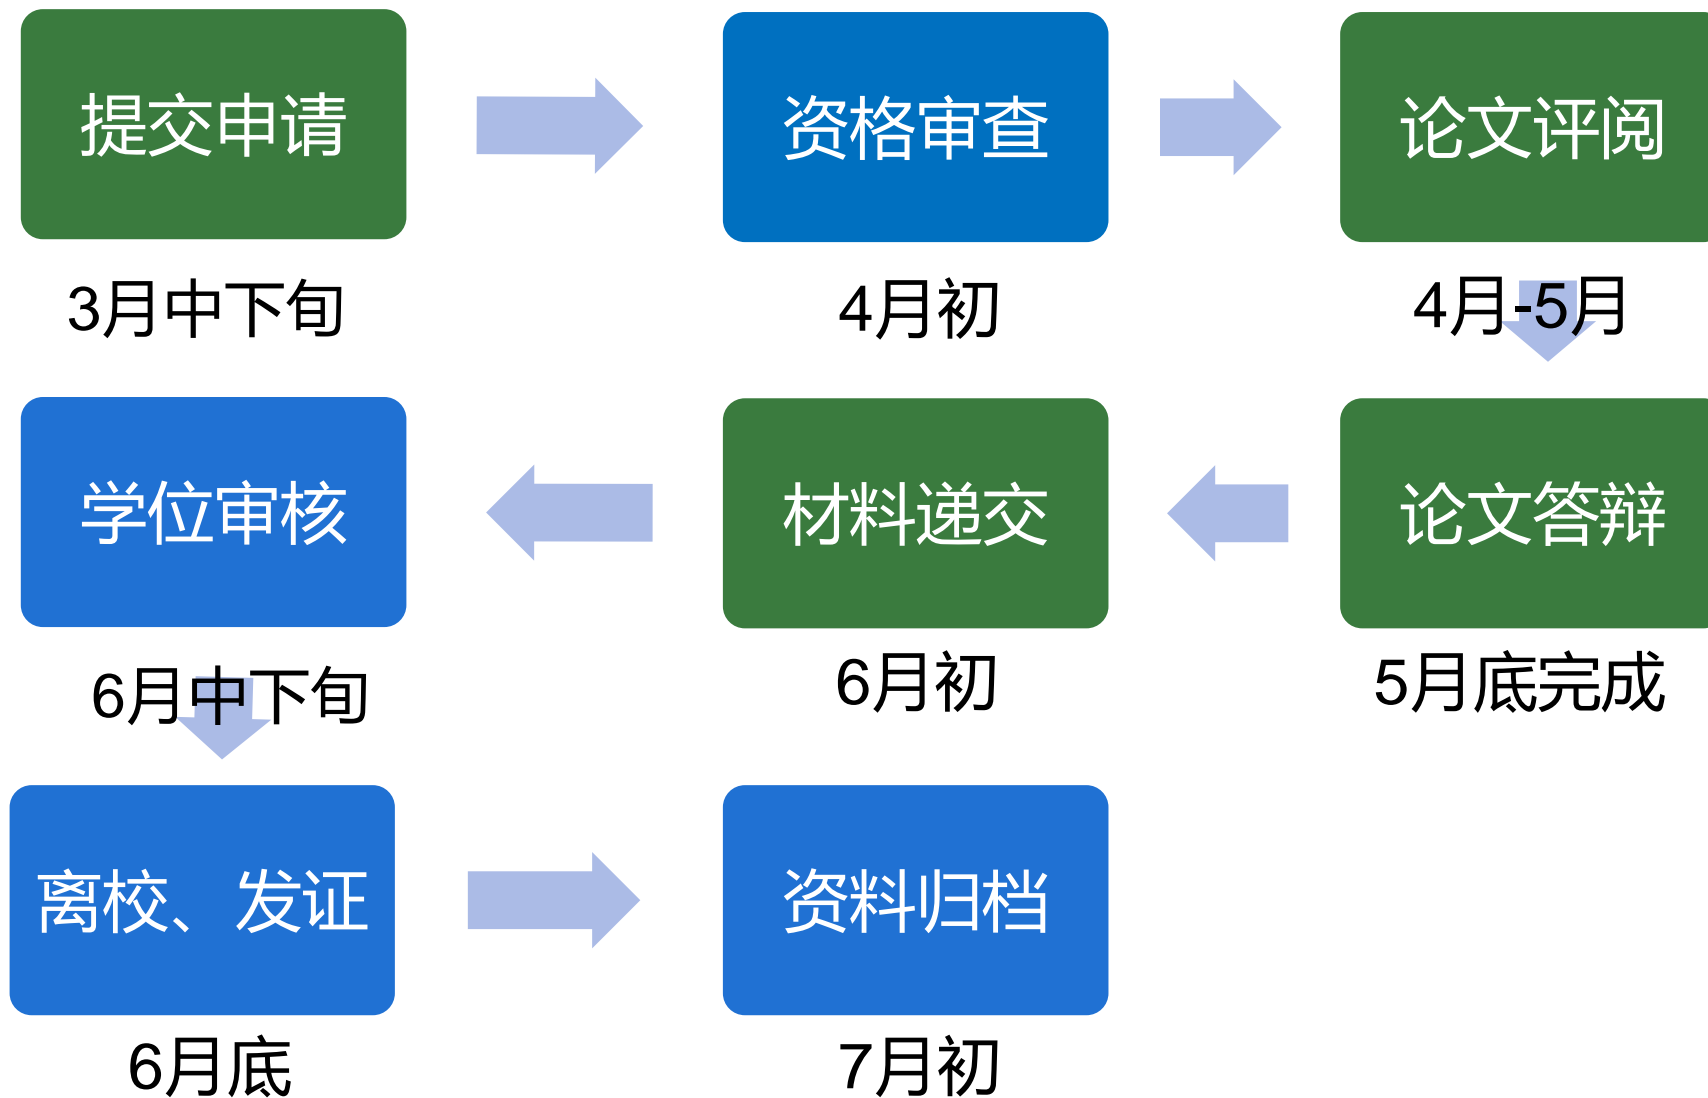 提交申请
3月中下旬
资格审查
4月初
论文评阅
4月-5月
论文答辩
5月底完成
材料递交
6月初
学位审核
6月中下旬
离校、发证
6月底
资料归档
7月初